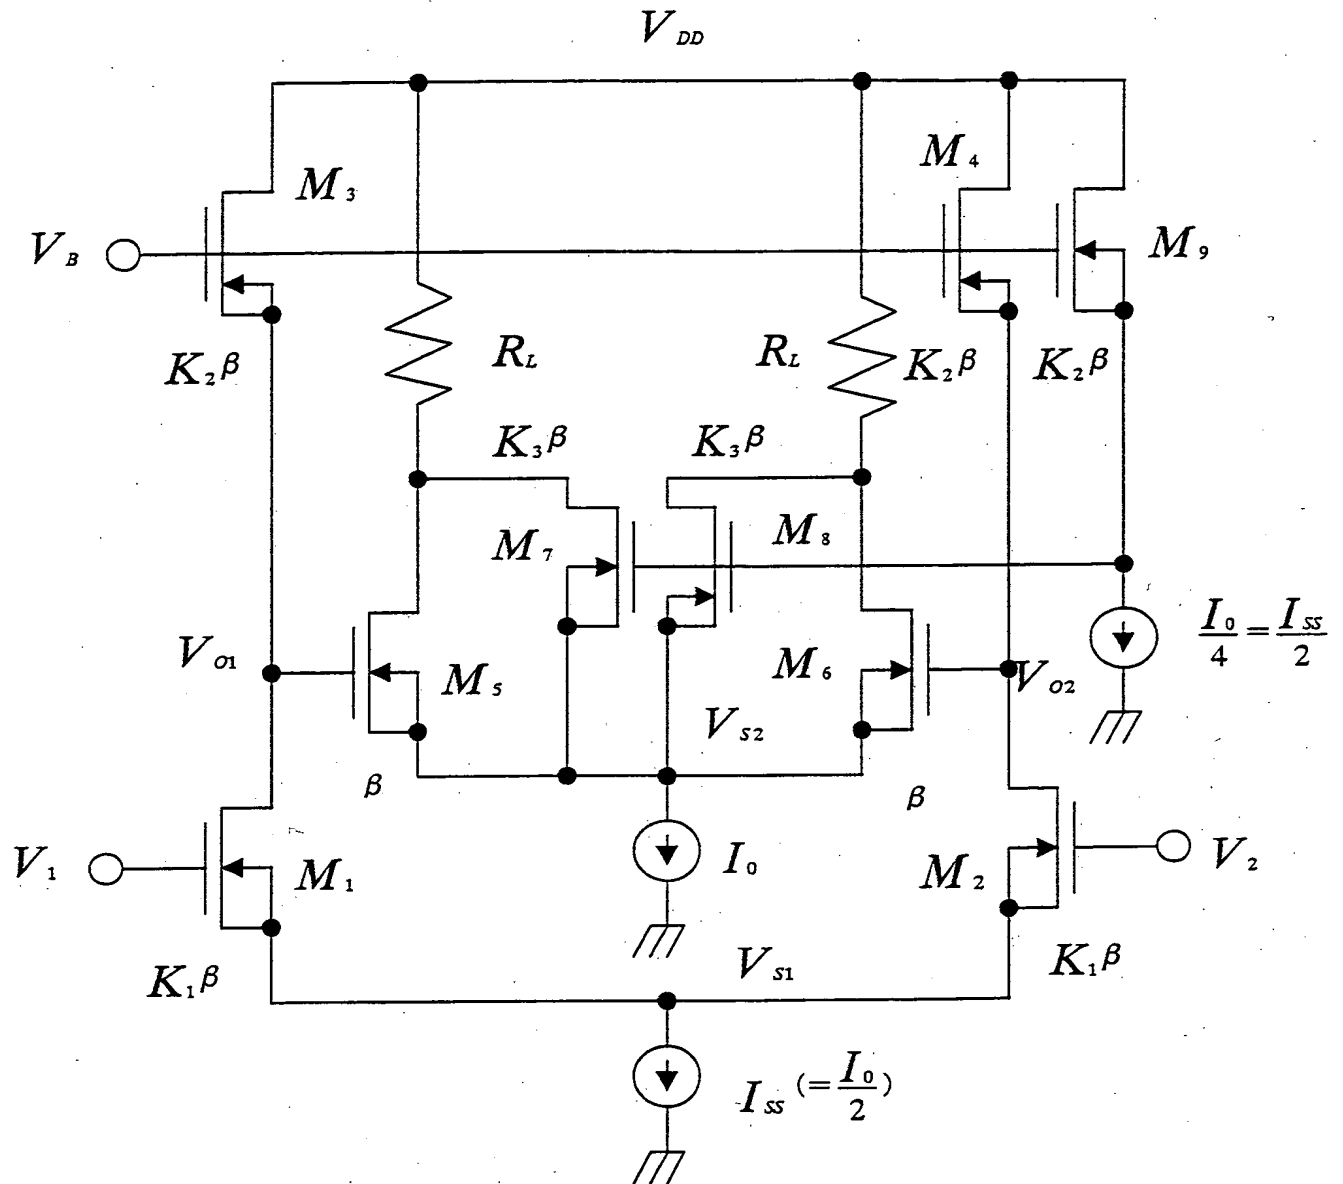 V_DD
M_4
M_3
V_B
M_9
R_L
R_L
K_2β
K_2β
K_2β
K_3β
K_3β
M_7
M_8
I_0/4 = I_SS/2
V_O1
M_5
M_6
V_O2
V_S2
β
β
V_1
M_1
I_0
M_2
V_2
K_1β
V_S1
K_1β
I_SS (= I_0/2)